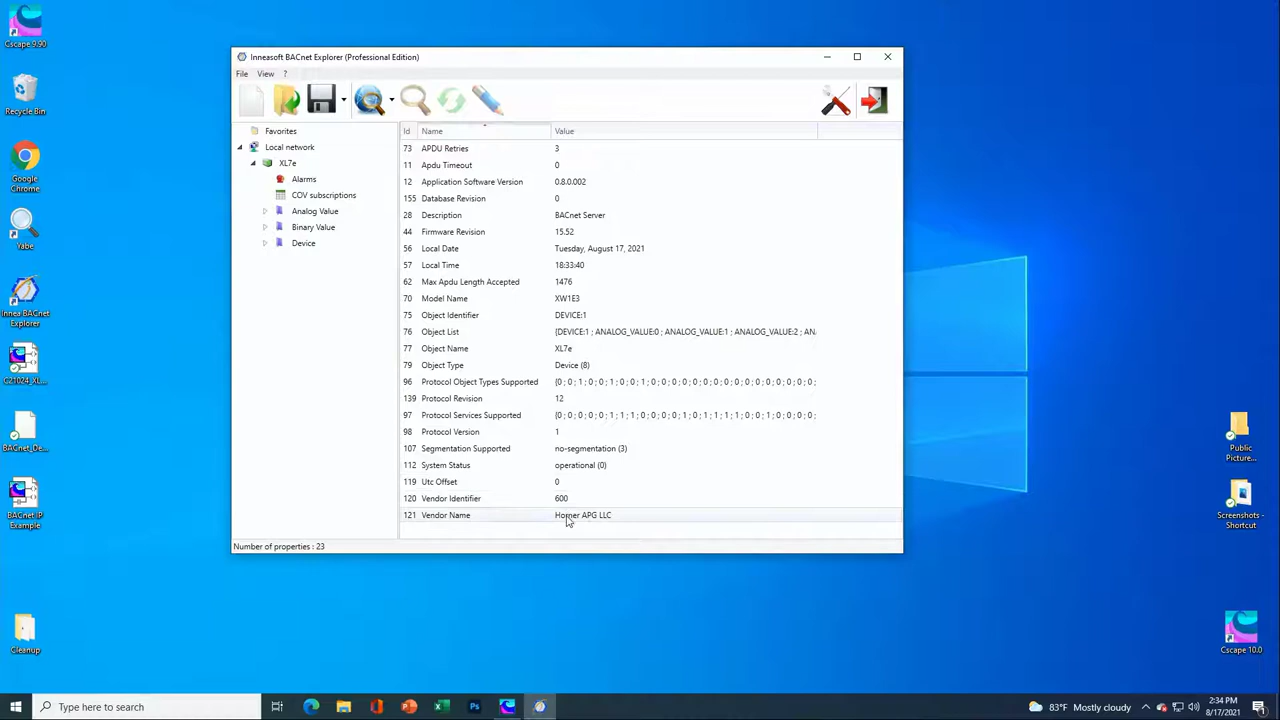 Cscape 9.90
Recycle Bin
Google
Chrome
Yabe
Innea BACnet
Explorer
C21024_XL...
BACnet_De...
BACnet IP
Example
Cleanup
Inneasoft BACnet Explorer (Professional Edition)
File View ?
Favorites
Local network
XL7e
Alarms
COV subscriptions
Analog Value
Binary Value
Device
Id Name Value
73 APDU Retries 3
11 Apdu Timeout 0
12 Application Software Version 0.8.0.002
155 Database Revision 0
28 Description BACnet Server
44 Firmware Revision 15.52
56 Local Date Tuesday, August 17, 2021
57 Local Time 18:33:40
62 Max Apdu Length Accepted 1476
70 Model Name XW1E3
75 Object Identifier DEVICE:1
76 Object List {DEVICE:1 ; ANALOG_VALUE:0 ; ANALOG_VALUE:1 ; ANALOG_VALUE:2 ; AN
77 Object Name XL7e
79 Object Type Device (8)
96 Protocol Object Types Supported {0 ; 0 ; 1 ; 0 ; 0 ; 1 ; 0 ; 0 ; 1 ; 0 ; 0 ; 0 ; 0 ; 0 ; 0 ; 0 ; 0 ; 0 ; 0 ; 0 ; 0 ;
139 Protocol Revision 12
97 Protocol Services Supported {0 ; 0 ; 0 ; 0 ; 0 ; 1 ; 1 ; 1 ; 0 ; 0 ; 0 ; 1 ; 0 ; 1 ; 1 ; 1 ; 0 ; 0 ; 1 ; 0 ; 0 ; 0 ;
98 Protocol Version 1
107 Segmentation Supported no-segmentation (3)
112 System Status operational (0)
119 Utc Offset 0
120 Vendor Identifier 600
121 Vendor Name Horner APG LLC
Number of properties : 23
Public
Picture...
Screenshots -
Shortcut
Cscape 10.0
Type here to search
83°F Mostly cloudy
2:34 PM
8/17/2021
1